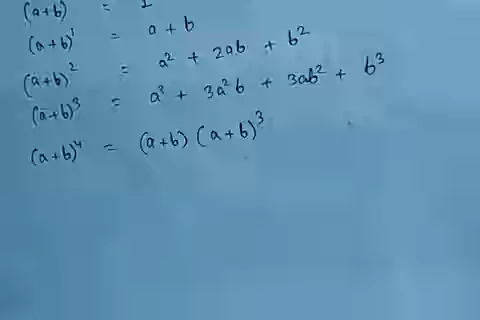 (a+b) = 1
(a+b)¹ = a + b
(a+b)² = a² + 2ab + b²
(a+b)³ = a³ + 3a²b + 3ab² + b³
(a+b)⁴ = (a+b) (a+b)³